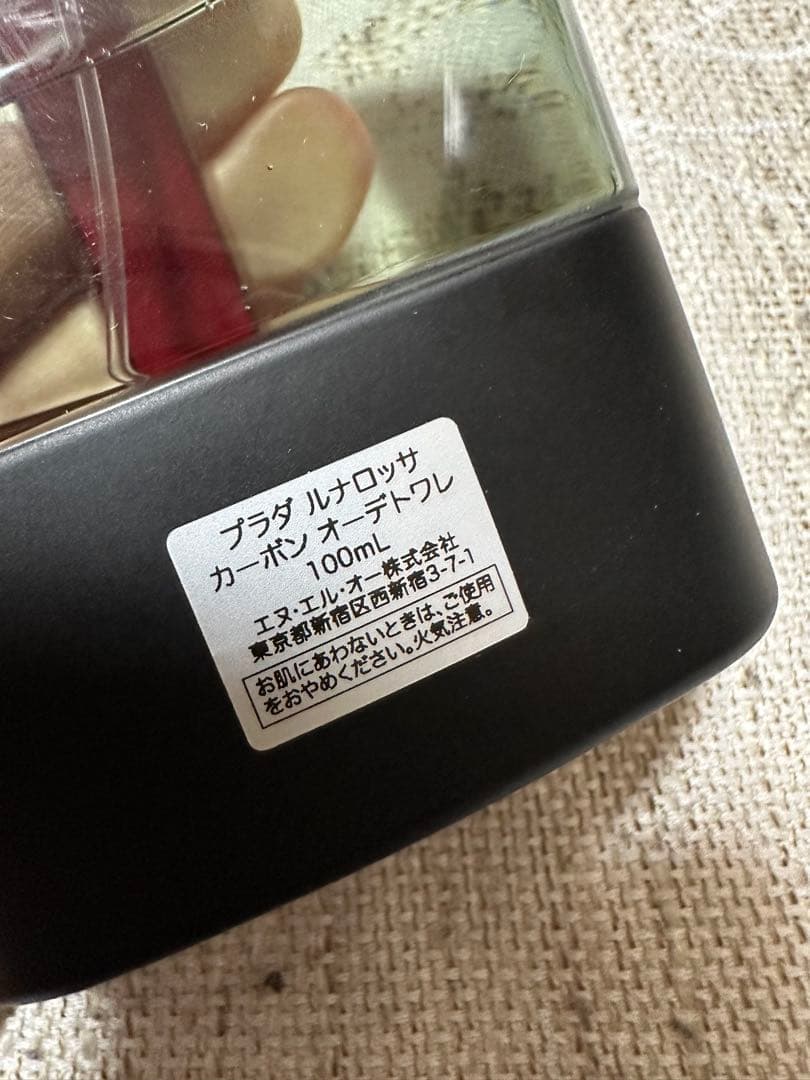 プラダ ルナロッサ
カーボン オーデトワレ
100mL
エヌ・エル・オー株式会社
東京都新宿区西新宿3-7-1
お肌にあわないときは、ご使用
をおやめください。火気注意。